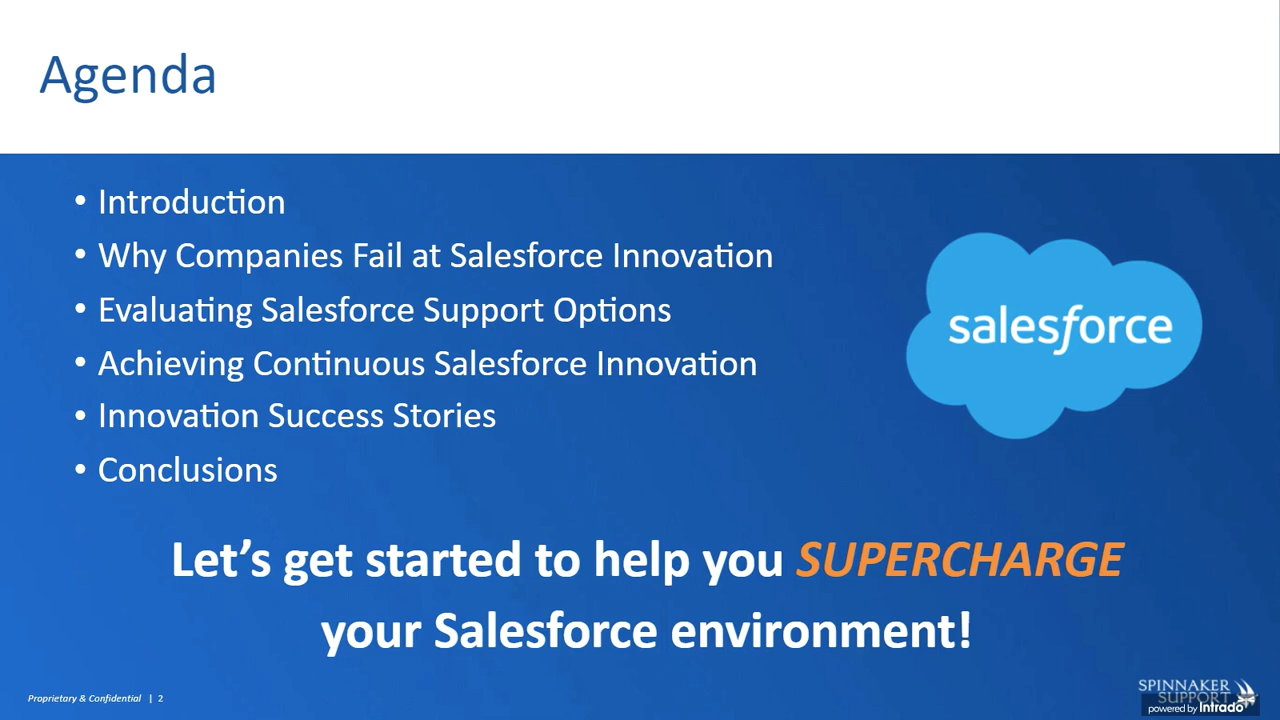 Agenda
• Introduction
• Why Companies Fail at Salesforce Innovation
• Evaluating Salesforce Support Options
• Achieving Continuous Salesforce Innovation
• Innovation Success Stories
• Conclusions
salesforce
Let’s get started to help you SUPERCHARGE
your Salesforce environment!
Proprietary & Confidential | 2
SPINNAKER
SUPPORT
powered by Intrado